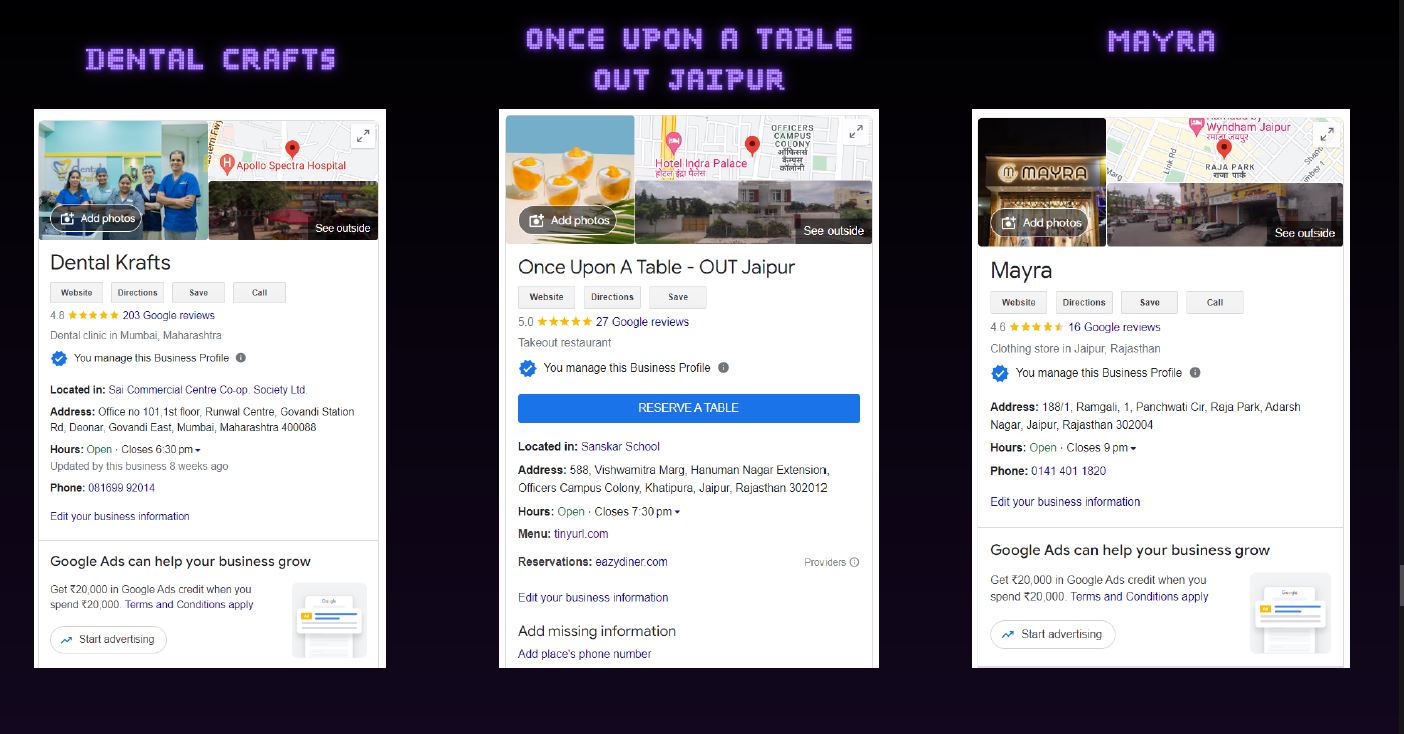 DENTAL CRAFTS
ONCE UPON A TABLE
OUT JAIPUR
MAYRA
Apollo Spectra Hospital
Add photos
See outside
Dental Krafts
Website Directions Save Call
4.8 203 Google reviews
Dental clinic in Mumbai, Maharashtra
You manage this Business Profile
Located in: Sai Commercial Centre Co-op. Society Ltd.
Address: Office no 101,1st floor, Runwal Centre, Govandi Station
Rd, Deonar, Govandi East, Mumbai, Maharashtra 400088
Hours: Open · Closes 6:30 pm
Updated by this business 8 weeks ago
Phone: 081699 92014
Edit your business information
Google Ads can help your business grow
Get ₹20,000 in Google Ads credit when you
spend ₹20,000. Terms and Conditions apply
Google
Ad
Start advertising
OFFICERS
CAMPUS
COLONY
ऑफिसर्स
कैम्पस
कॉलोनी
Hotel Indra Palace
होटल इंद्रा पैलेस
Add photos
See outside
Once Upon A Table - OUT Jaipur
Website Directions Save
5.0 27 Google reviews
Takeout restaurant
You manage this Business Profile
RESERVE A TABLE
Located in: Sanskar School
Address: 588, Vishwamitra Marg, Hanuman Nagar Extension,
Officers Campus Colony, Khatipura, Jaipur, Rajasthan 302012
Hours: Open · Closes 7:30 pm
Menu: tinyurl.com
Reservations: eazydiner.com Providers
Edit your business information
Add missing information
Add place's phone number
Wyndham Jaipur
रमाडा जयपुर
RAJA PARK
राजा पार्क
Marg
Link Rd
MAYRA
Add photos
See outside
Mayra
Website Directions Save Call
4.6 16 Google reviews
Clothing store in Jaipur, Rajasthan
You manage this Business Profile
Address: 188/1, Ramgali, 1, Panchwati Cir, Raja Park, Adarsh
Nagar, Jaipur, Rajasthan 302004
Hours: Open · Closes 9 pm
Phone: 0141 401 1820
Edit your business information
Google Ads can help your business grow
Get ₹20,000 in Google Ads credit when you
spend ₹20,000. Terms and Conditions apply
Google
Ad
Start advertising